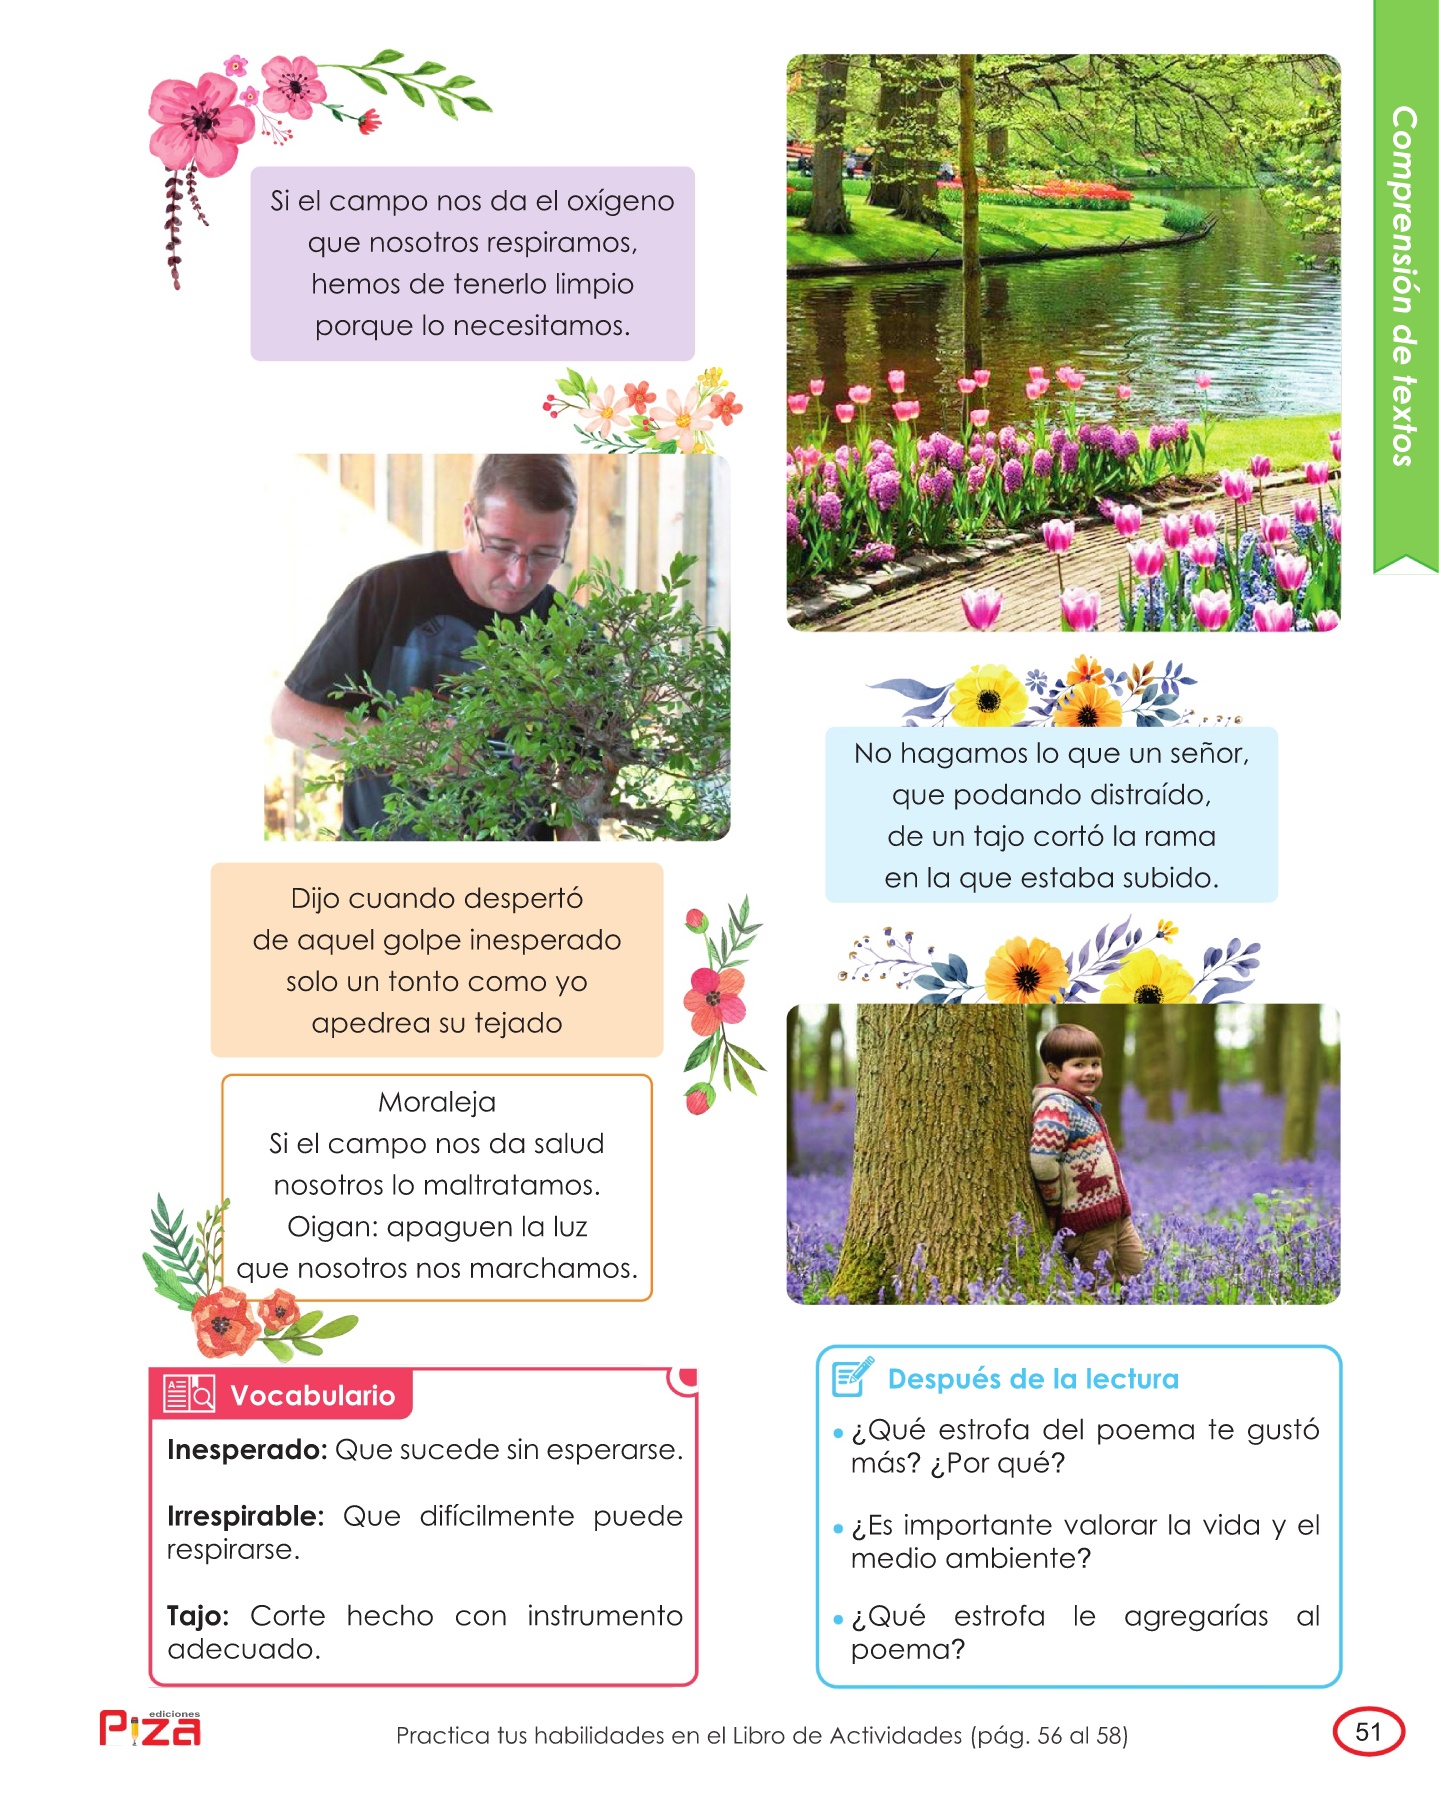 Comprensión de textos
Si el campo nos da el oxígeno
que nosotros respiramos,
hemos de tenerlo limpio
porque lo necesitamos.
No hagamos lo que un señor,
que podando distraído,
de un tajo cortó la rama
en la que estaba subido.
Dijo cuando despertó
de aquel golpe inesperado
solo un tonto como yo
apedrea su tejado
Moraleja
Si el campo nos da salud
nosotros lo maltratamos.
Oigan: apaguen la luz
que nosotros nos marchamos.
Vocabulario
Inesperado: Que sucede sin esperarse.
Irrespirable: Que difícilmente puede
respirarse.
Tajo: Corte hecho con instrumento
adecuado.
Después de la lectura
• ¿Qué estrofa del poema te gustó
más? ¿Por qué?
• ¿Es importante valorar la vida y el
medio ambiente?
• ¿Qué estrofa le agregarías al
poema?
ediciones
Piza
Practica tus habilidades en el Libro de Actividades (pág. 56 al 58)
51